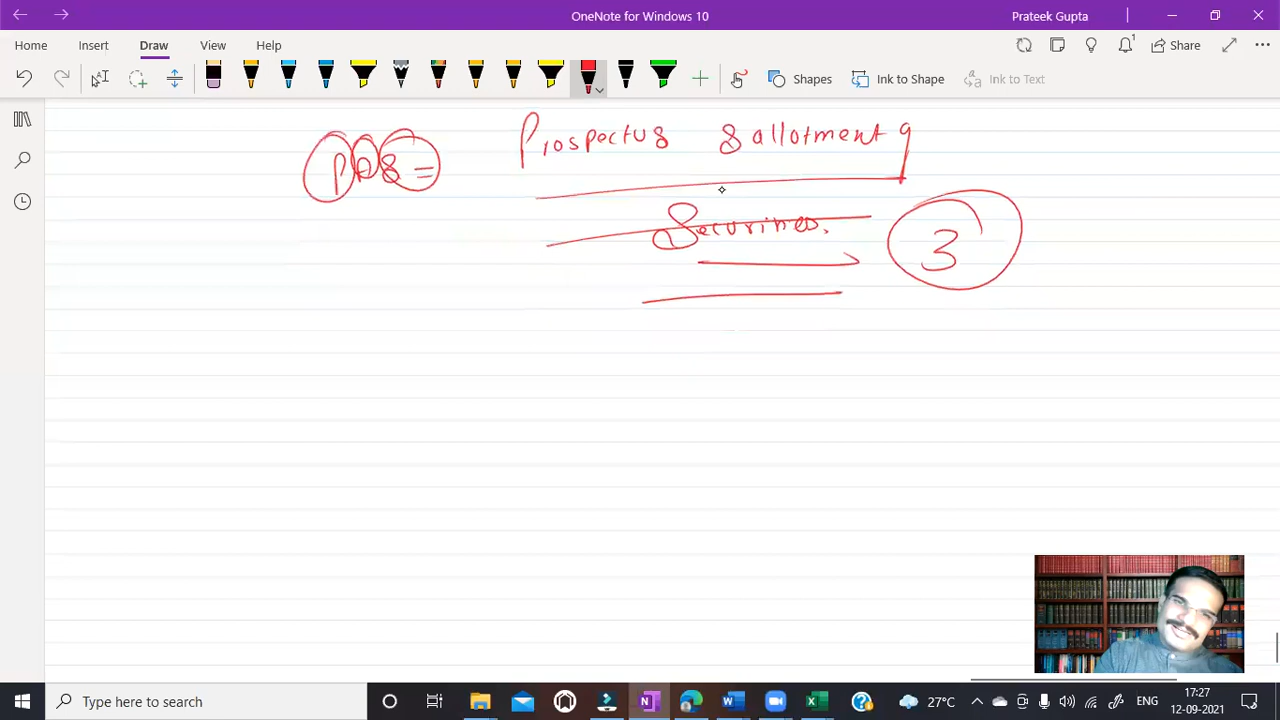 OneNote for Windows 10
Prateek Gupta
Home Insert Draw View Help
Share
Shapes Ink to Shape Ink to Text
PAS = Prospectus & allotment of
Securities.
3
Type here to search
27°C ENG 17:27
12-09-2021